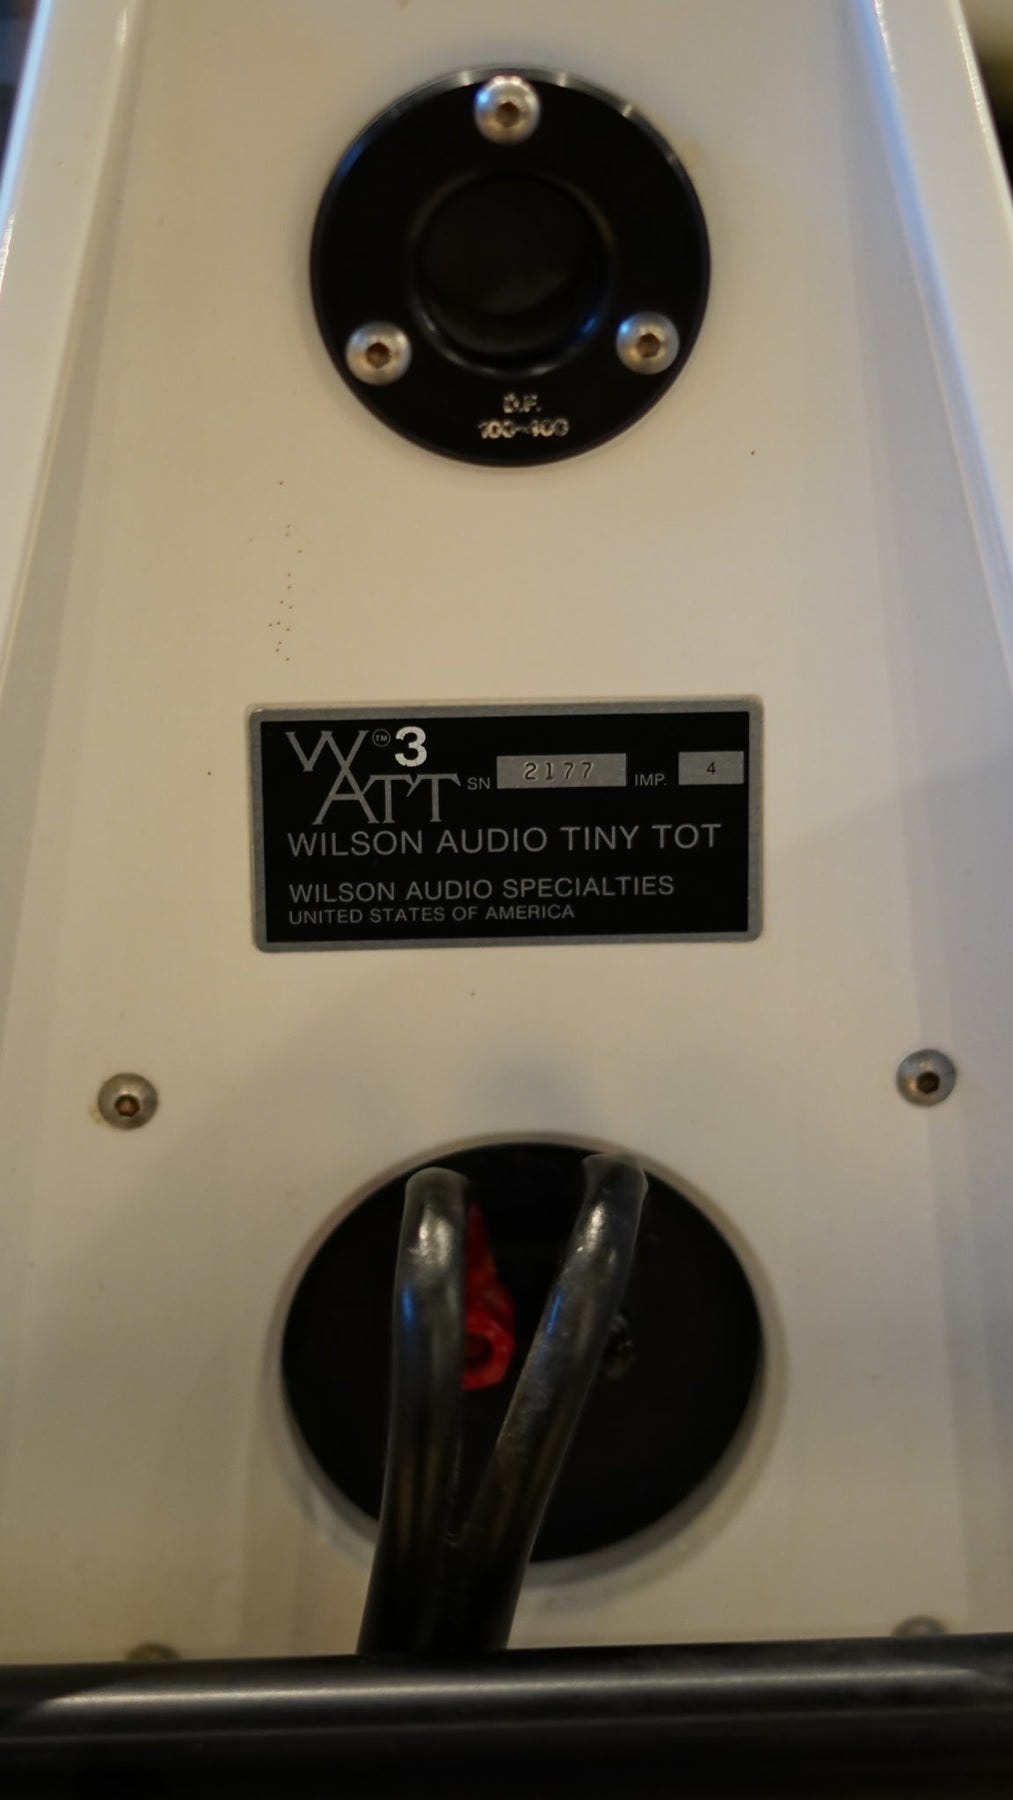 D.F.
100-400
WATT ™ 3
SN 2177 IMP. 4
WILSON AUDIO TINY TOT
WILSON AUDIO SPECIALTIES
UNITED STATES OF AMERICA